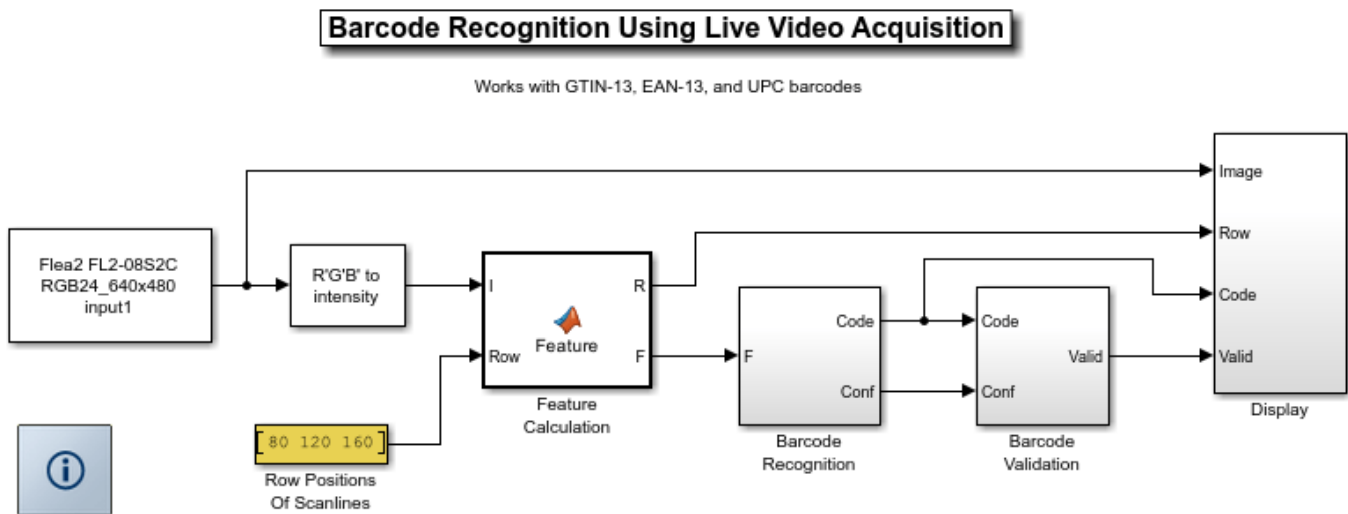 Barcode Recognition Using Live Video Acquisition
Works with GTIN-13, EAN-13, and UPC barcodes
Flea2 FL2-08S2C
RGB24_640x480
input1
R'G'B' to
intensity
I
Row
R
F
Feature
Feature
Calculation
[80 120 160]
Row Positions
Of Scanlines
F
Code
Conf
Barcode
Recognition
Code
Conf
Valid
Barcode
Validation
Image
Row
Code
Valid
Display